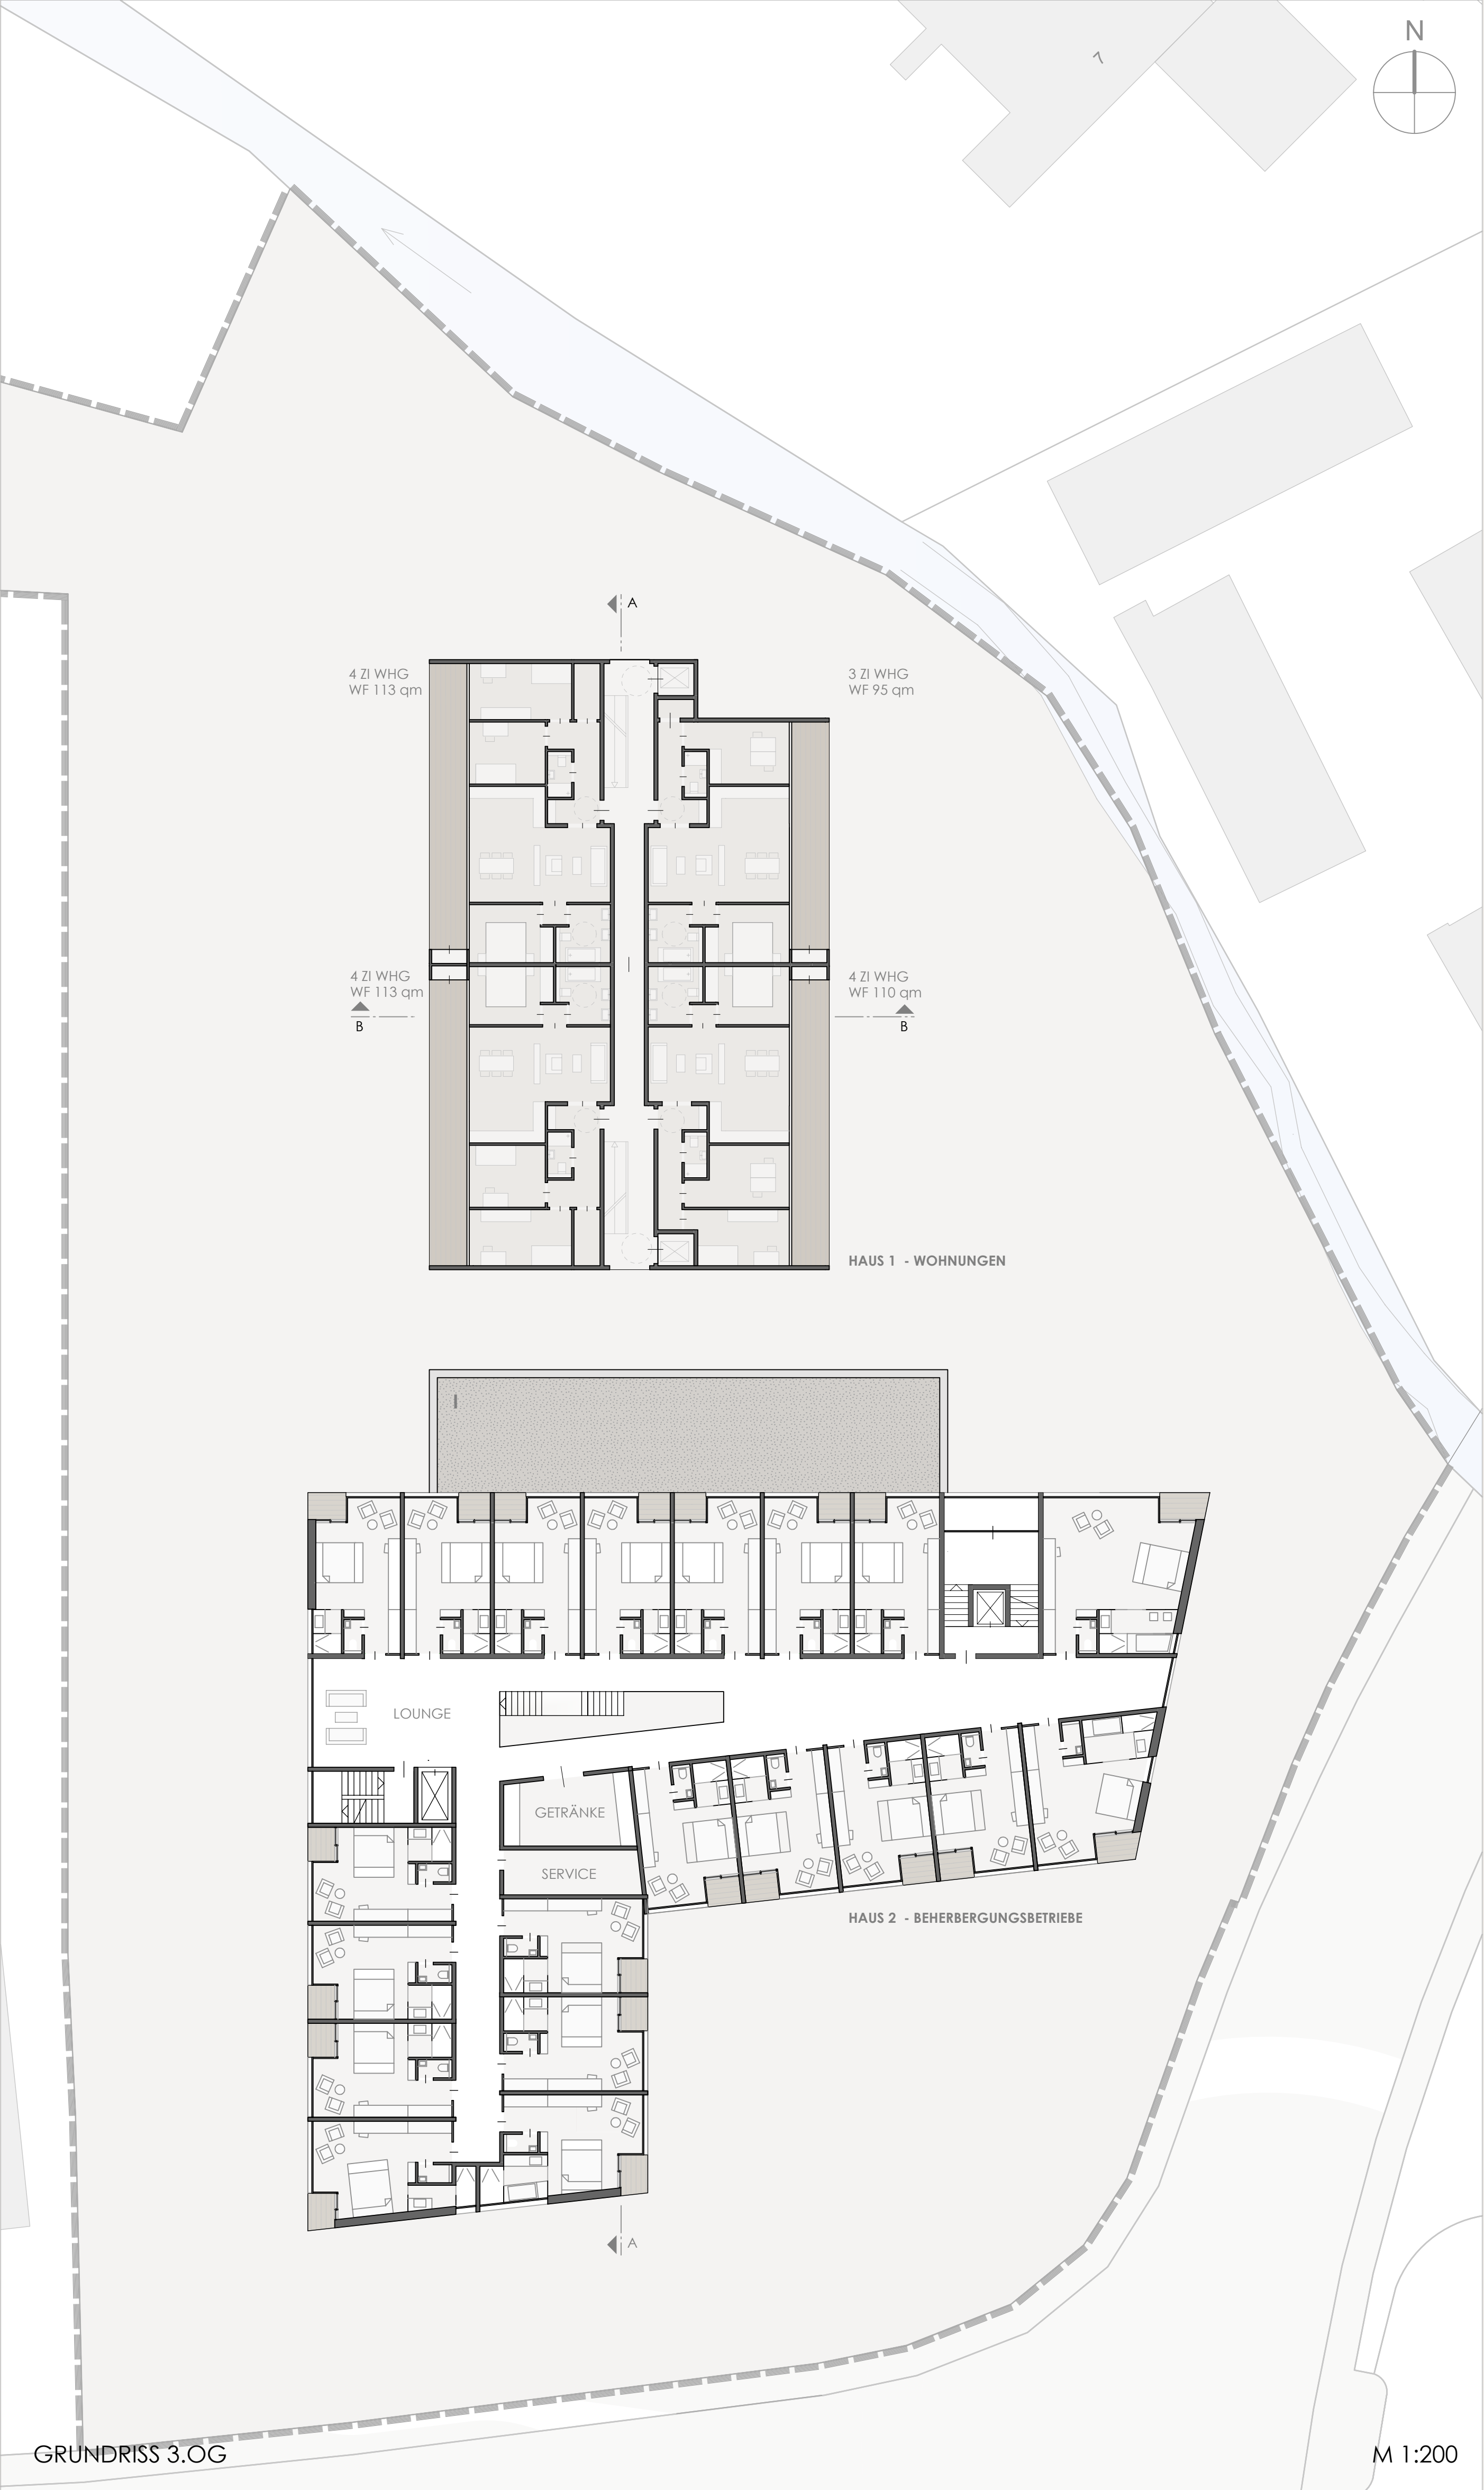 N
7
A
4 ZI WHG
WF 113 qm
3 ZI WHG
WF 95 qm
4 ZI WHG
WF 113 qm
B
4 ZI WHG
WF 110 qm
B
HAUS 1 - WOHNUNGEN
LOUNGE
GETRÄNKE
SERVICE
HAUS 2 - BEHERBERGUNGSBETRIEBE
A
GRUNDRISS 3.OG
M 1:200